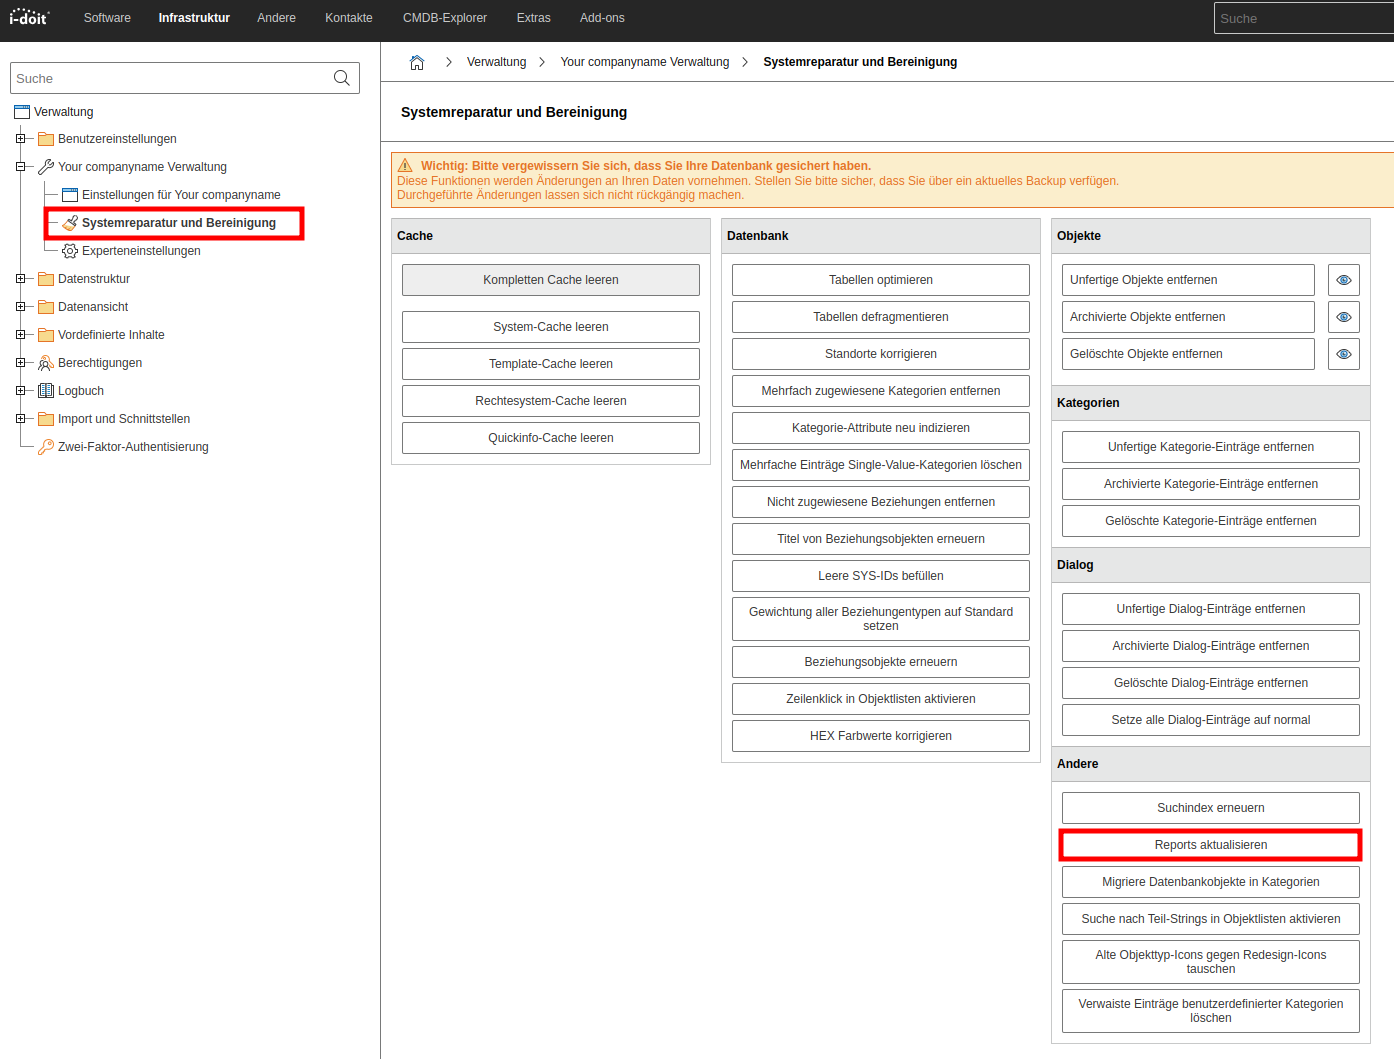 i-doit
Software
Infrastruktur
Andere
Kontakte
CMDB-Explorer
Extras
Add-ons
Suche
Suche
Verwaltung
Benutzereinstellungen
Your companyname Verwaltung
Einstellungen für Your companyname
Systemreparatur und Bereinigung
Experteneinstellungen
Datenstruktur
Datenansicht
Vordefinierte Inhalte
Berechtigungen
Logbuch
Import und Schnittstellen
Zwei-Faktor-Authentisierung
Verwaltung
Your companyname Verwaltung
Systemreparatur und Bereinigung
Systemreparatur und Bereinigung
Wichtig: Bitte vergewissern Sie sich, dass Sie Ihre Datenbank gesichert haben.
Diese Funktionen werden Änderungen an Ihren Daten vornehmen. Stellen Sie bitte sicher, dass Sie über ein aktuelles Backup verfügen.
Durchgeführte Änderungen lassen sich nicht rückgängig machen.
Cache
Kompletten Cache leeren
System-Cache leeren
Template-Cache leeren
Rechtesystem-Cache leeren
Quickinfo-Cache leeren
Datenbank
Tabellen optimieren
Tabellen defragmentieren
Standorte korrigieren
Mehrfach zugewiesene Kategorien entfernen
Kategorie-Attribute neu indizieren
Mehrfache Einträge Single-Value-Kategorien löschen
Nicht zugewiesene Beziehungen entfernen
Titel von Beziehungsobjekten erneuern
Leere SYS-IDs befüllen
Gewichtung aller Beziehungentypen auf Standard
setzen
Beziehungsobjekte erneuern
Zeilenklick in Objektlisten aktivieren
HEX Farbwerte korrigieren
Objekte
Unfertige Objekte entfernen
Archivierte Objekte entfernen
Gelöschte Objekte entfernen
Kategorien
Unfertige Kategorie-Einträge entfernen
Archivierte Kategorie-Einträge entfernen
Gelöschte Kategorie-Einträge entfernen
Dialog
Unfertige Dialog-Einträge entfernen
Archivierte Dialog-Einträge entfernen
Gelöschte Dialog-Einträge entfernen
Setze alle Dialog-Einträge auf normal
Andere
Suchindex erneuern
Reports aktualisieren
Migriere Datenbankobjekte in Kategorien
Suche nach Teil-Strings in Objektlisten aktivieren
Alte Objekttyp-Icons gegen Redesign-Icons
tauschen
Verwaiste Einträge benutzerdefinierter Kategorien
löschen